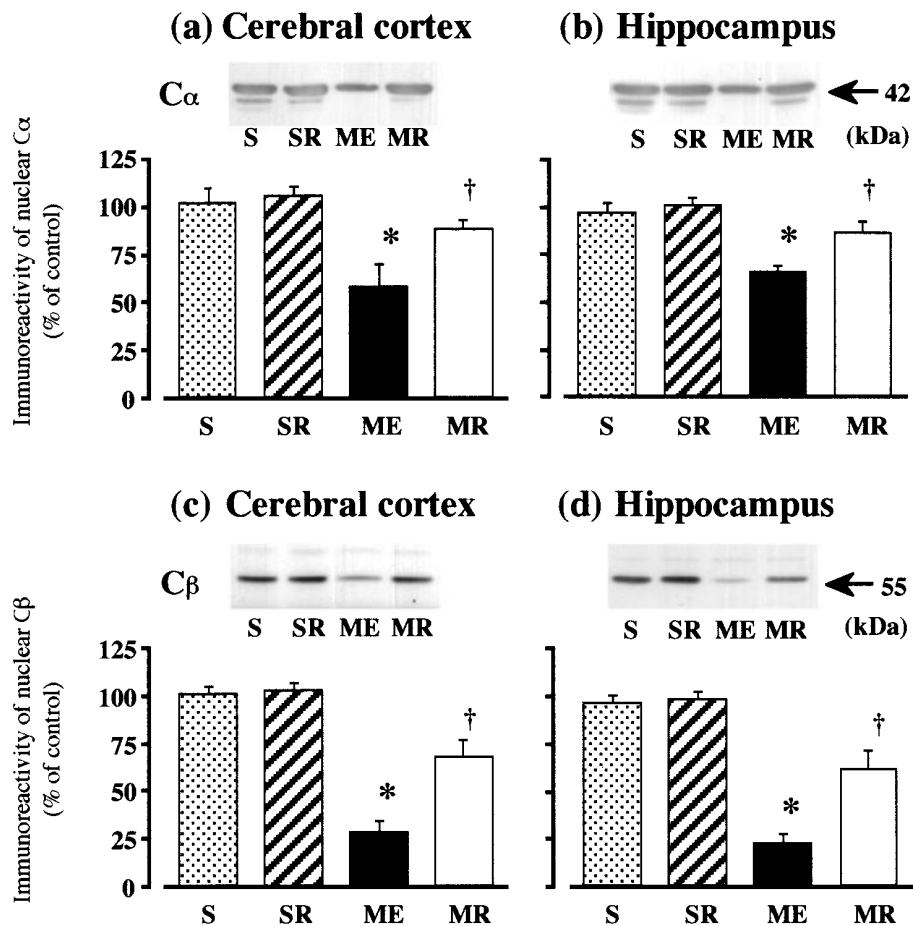 (a) Cerebral cortex
(b) Hippocampus
Cα
42
(kDa)
S SR ME MR
S SR ME MR
Immunoreactivity of nuclear Cα
(% of control)
125
100
75
50
25
0
*
†
*
†
S SR ME MR
S SR ME MR
(c) Cerebral cortex
(d) Hippocampus
Cβ
55
(kDa)
S SR ME MR
S SR ME MR
Immunoreactivity of nuclear Cβ
(% of control)
125
100
75
50
25
0
*
†
*
†
S SR ME MR
S SR ME MR